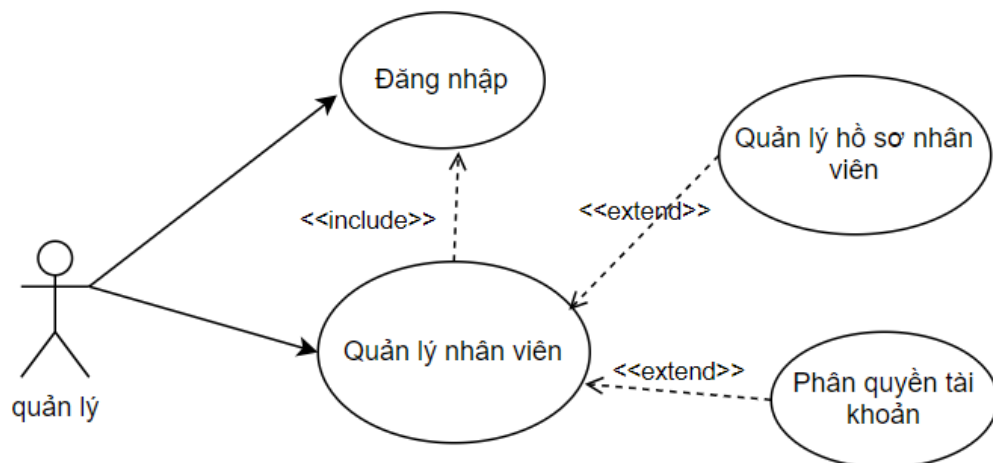 Đăng nhập
Quản lý hồ sơ nhân
viên
<<include>>
<<extend>>
Quản lý nhân viên
<<extend>>
Phân quyền tài
khoản
quản lý